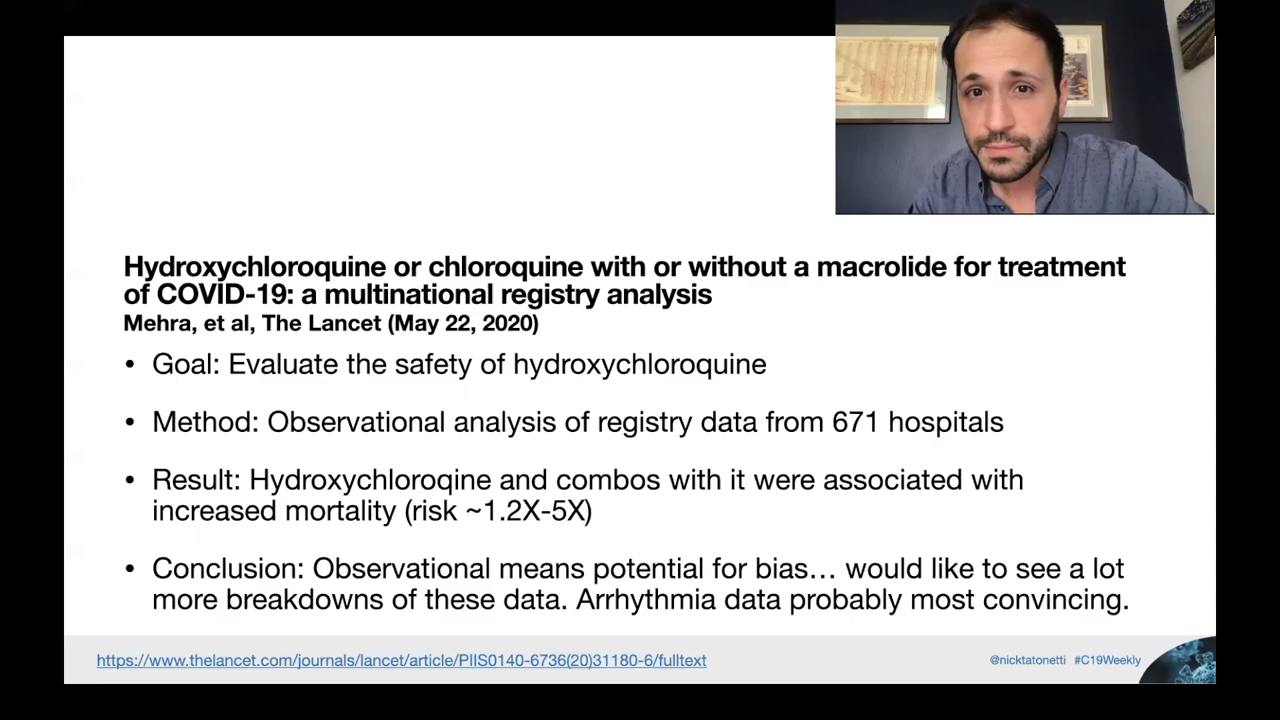 Hydroxychloroquine or chloroquine with or without a macrolide for treatment
of COVID-19: a multinational registry analysis
Mehra, et al, The Lancet (May 22, 2020)
• Goal: Evaluate the safety of hydroxychloroquine
• Method: Observational analysis of registry data from 671 hospitals
• Result: Hydroxychloroqine and combos with it were associated with
increased mortality (risk ~1.2X-5X)
• Conclusion: Observational means potential for bias… would like to see a lot
more breakdowns of these data. Arrhythmia data probably most convincing.
https://www.thelancet.com/journals/lancet/article/PIIS0140-6736(20)31180-6/fulltext
@nicktatonetti #C19Weekly